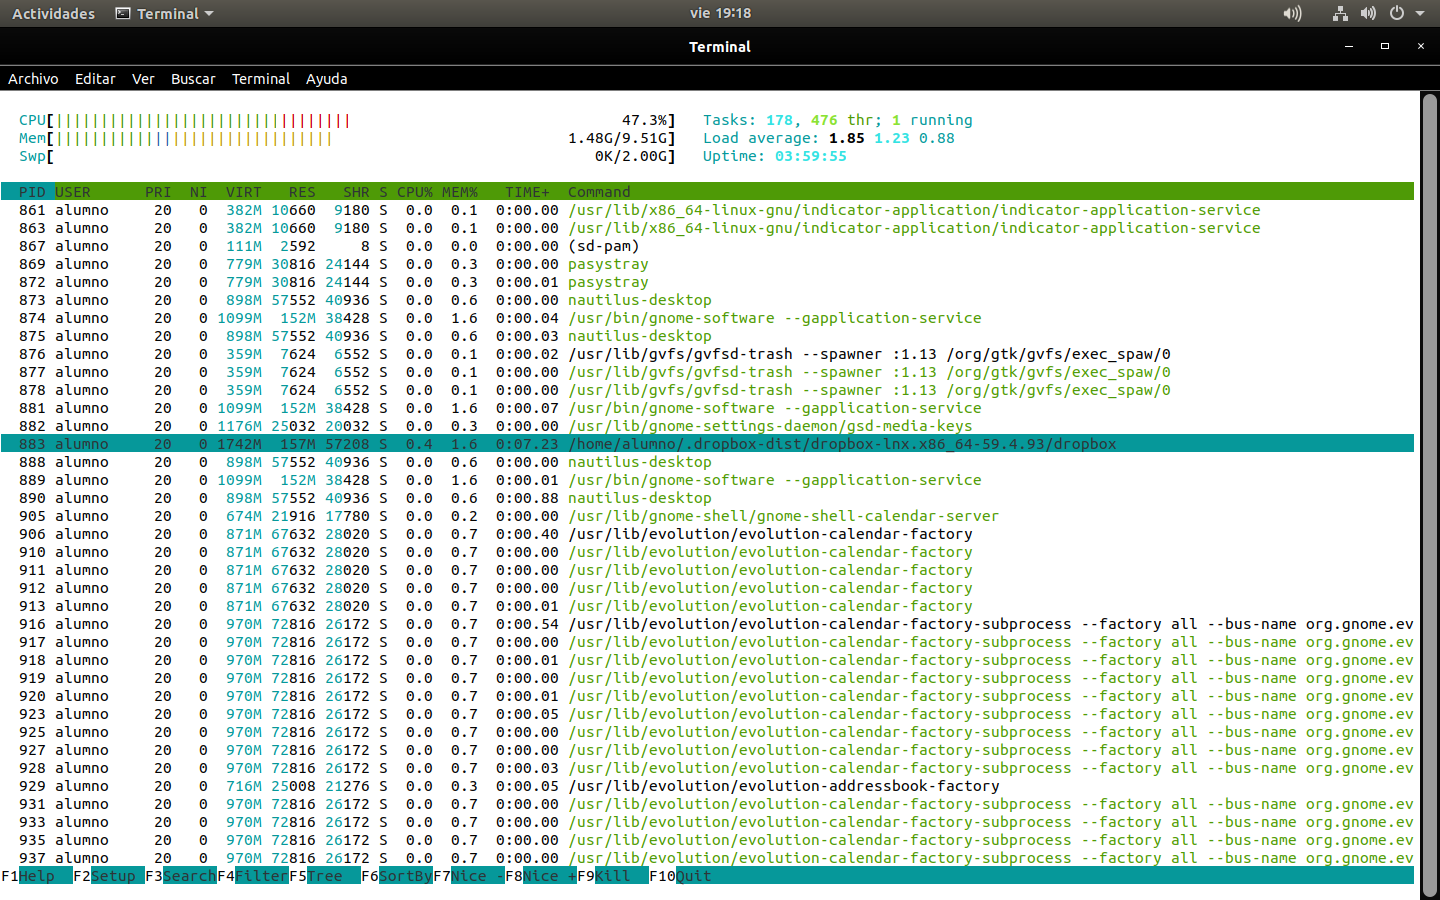 Actividades Terminal vie 19:18
Terminal
Archivo Editar Ver Buscar Terminal Ayuda
CPU[||||||||||||||||||||||||||||||||| 47.3%] Tasks: 178, 476 thr; 1 running
Mem[||||||||||||||||||||||||||||||| 1.48G/9.51G] Load average: 1.85 1.23 0.88
Swp[ 0K/2.00G] Uptime: 03:59:55
PID USER PRI NI VIRT RES SHR S CPU% MEM% TIME+ Command
861 alumno 20 0 382M 10660 9180 S 0.0 0.1 0:00.00 /usr/lib/x86_64-linux-gnu/indicator-application/indicator-application-service
863 alumno 20 0 382M 10660 9180 S 0.0 0.1 0:00.00 /usr/lib/x86_64-linux-gnu/indicator-application/indicator-application-service
867 alumno 20 0 111M 2592 8 S 0.0 0.0 0:00.00 (sd-pam)
869 alumno 20 0 779M 30816 24144 S 0.0 0.3 0:00.00 pasystray
872 alumno 20 0 779M 30816 24144 S 0.0 0.3 0:00.01 pasystray
873 alumno 20 0 898M 57552 40936 S 0.0 0.6 0:00.00 nautilus-desktop
874 alumno 20 0 1099M 152M 38428 S 0.0 1.6 0:00.04 /usr/bin/gnome-software --gapplication-service
875 alumno 20 0 898M 57552 40936 S 0.0 0.6 0:00.03 nautilus-desktop
876 alumno 20 0 359M 7624 6552 S 0.0 0.1 0:00.02 /usr/lib/gvfs/gvfsd-trash --spawner :1.13 /org/gtk/gvfs/exec_spaw/0
877 alumno 20 0 359M 7624 6552 S 0.0 0.1 0:00.00 /usr/lib/gvfs/gvfsd-trash --spawner :1.13 /org/gtk/gvfs/exec_spaw/0
878 alumno 20 0 359M 7624 6552 S 0.0 0.1 0:00.00 /usr/lib/gvfs/gvfsd-trash --spawner :1.13 /org/gtk/gvfs/exec_spaw/0
881 alumno 20 0 1099M 152M 38428 S 0.0 1.6 0:00.07 /usr/bin/gnome-software --gapplication-service
882 alumno 20 0 1176M 25032 20032 S 0.0 0.3 0:00.00 /usr/lib/gnome-settings-daemon/gsd-media-keys
883 alumno 20 0 1742M 157M 57208 S 0.4 1.6 0:07.23 /home/alumno/.dropbox-dist/dropbox-lnx.x86_64-59.4.93/dropbox
888 alumno 20 0 898M 57552 40936 S 0.0 0.6 0:00.00 nautilus-desktop
889 alumno 20 0 1099M 152M 38428 S 0.0 1.6 0:00.01 /usr/bin/gnome-software --gapplication-service
890 alumno 20 0 898M 57552 40936 S 0.0 0.6 0:00.88 nautilus-desktop
905 alumno 20 0 674M 21916 17780 S 0.0 0.2 0:00.00 /usr/lib/gnome-shell/gnome-shell-calendar-server
906 alumno 20 0 871M 67632 28020 S 0.0 0.7 0:00.40 /usr/lib/evolution/evolution-calendar-factory
910 alumno 20 0 871M 67632 28020 S 0.0 0.7 0:00.00 /usr/lib/evolution/evolution-calendar-factory
911 alumno 20 0 871M 67632 28020 S 0.0 0.7 0:00.00 /usr/lib/evolution/evolution-calendar-factory
912 alumno 20 0 871M 67632 28020 S 0.0 0.7 0:00.00 /usr/lib/evolution/evolution-calendar-factory
913 alumno 20 0 871M 67632 28020 S 0.0 0.7 0:00.01 /usr/lib/evolution/evolution-calendar-factory
916 alumno 20 0 970M 72816 26172 S 0.0 0.7 0:00.54 /usr/lib/evolution/evolution-calendar-factory-subprocess --factory all --bus-name org.gnome.ev
917 alumno 20 0 970M 72816 26172 S 0.0 0.7 0:00.00 /usr/lib/evolution/evolution-calendar-factory-subprocess --factory all --bus-name org.gnome.ev
918 alumno 20 0 970M 72816 26172 S 0.0 0.7 0:00.01 /usr/lib/evolution/evolution-calendar-factory-subprocess --factory all --bus-name org.gnome.ev
919 alumno 20 0 970M 72816 26172 S 0.0 0.7 0:00.00 /usr/lib/evolution/evolution-calendar-factory-subprocess --factory all --bus-name org.gnome.ev
920 alumno 20 0 970M 72816 26172 S 0.0 0.7 0:00.01 /usr/lib/evolution/evolution-calendar-factory-subprocess --factory all --bus-name org.gnome.ev
923 alumno 20 0 970M 72816 26172 S 0.0 0.7 0:00.05 /usr/lib/evolution/evolution-calendar-factory-subprocess --factory all --bus-name org.gnome.ev
925 alumno 20 0 970M 72816 26172 S 0.0 0.7 0:00.00 /usr/lib/evolution/evolution-calendar-factory-subprocess --factory all --bus-name org.gnome.ev
927 alumno 20 0 970M 72816 26172 S 0.0 0.7 0:00.00 /usr/lib/evolution/evolution-calendar-factory-subprocess --factory all --bus-name org.gnome.ev
928 alumno 20 0 970M 72816 26172 S 0.0 0.7 0:00.03 /usr/lib/evolution/evolution-calendar-factory-subprocess --factory all --bus-name org.gnome.ev
929 alumno 20 0 716M 25008 21276 S 0.0 0.3 0:00.05 /usr/lib/evolution/evolution-addressbook-factory
931 alumno 20 0 970M 72816 26172 S 0.0 0.7 0:00.00 /usr/lib/evolution/evolution-calendar-factory-subprocess --factory all --bus-name org.gnome.ev
933 alumno 20 0 970M 72816 26172 S 0.0 0.7 0:00.00 /usr/lib/evolution/evolution-calendar-factory-subprocess --factory all --bus-name org.gnome.ev
935 alumno 20 0 970M 72816 26172 S 0.0 0.7 0:00.00 /usr/lib/evolution/evolution-calendar-factory-subprocess --factory all --bus-name org.gnome.ev
937 alumno 20 0 970M 72816 26172 S 0.0 0.7 0:00.00 /usr/lib/evolution/evolution-calendar-factory-subprocess --factory all --bus-name org.gnome.ev
F1Help F2Setup F3SearchF4FilterF5Tree F6SortByF7Nice -F8Nice +F9Kill F10Quit